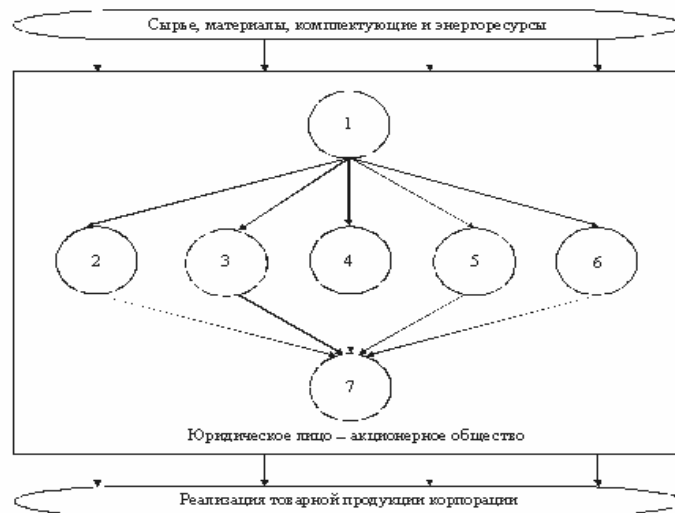 Сырье, материалы, комплектующие и энергоресурсы
1
2 3 4 5 6
7
Юридическое лицо – акционерное общество
Реализация товарной продукции корпорации